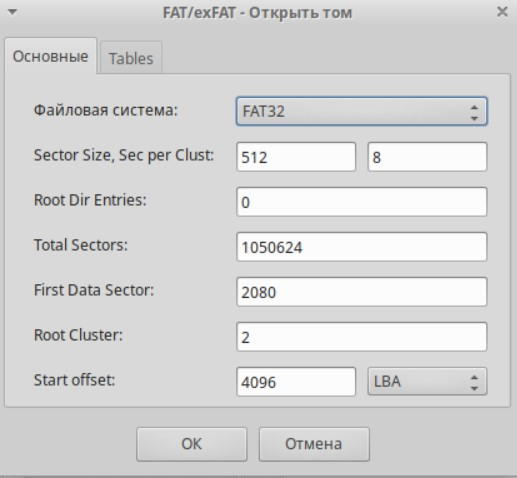 FAT/exFAT - Открыть том
Основные Tables
Файловая система: FAT32
Sector Size, Sec per Clust: 512 8
Root Dir Entries: 0
Total Sectors: 1050624
First Data Sector: 2080
Root Cluster: 2
Start offset: 4096 LBA
ОК Отмена